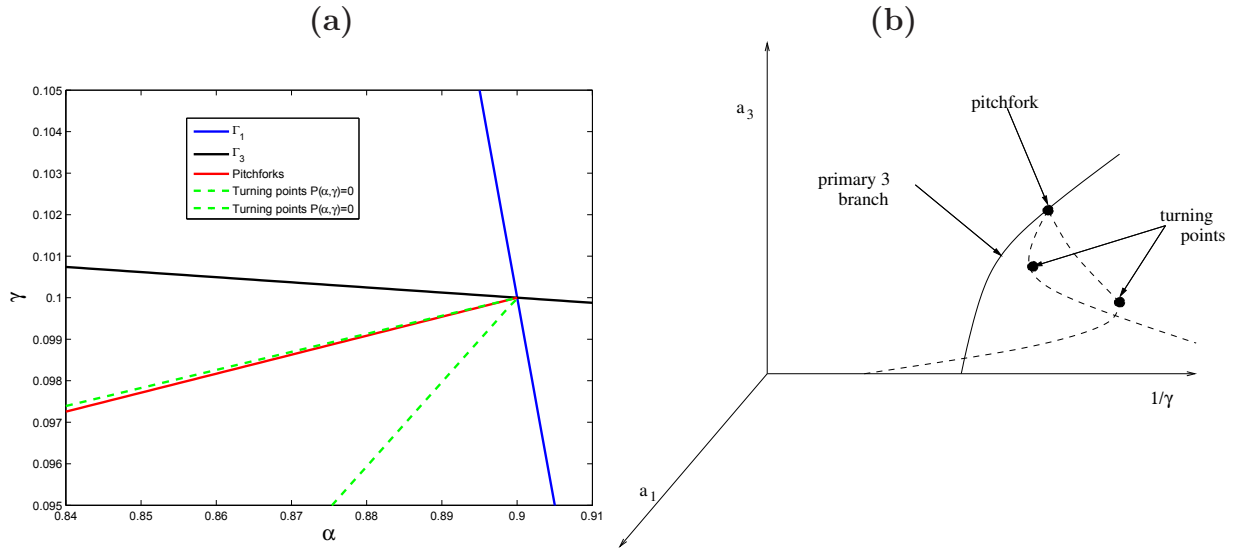 (a)
0.105
0.104
0.103
0.102
0.101
0.1
0.099
0.098
0.097
0.096
0.095
γ
Γ1
Γ3
Pitchforks
Turning points P(α,γ)=0
Turning points P(α,γ)=0
0.84 0.85 0.86 0.87 0.88 0.89 0.9 0.91
α
(b)
a3
pitchfork
primary 3
branch
turning
points
1/γ
a1